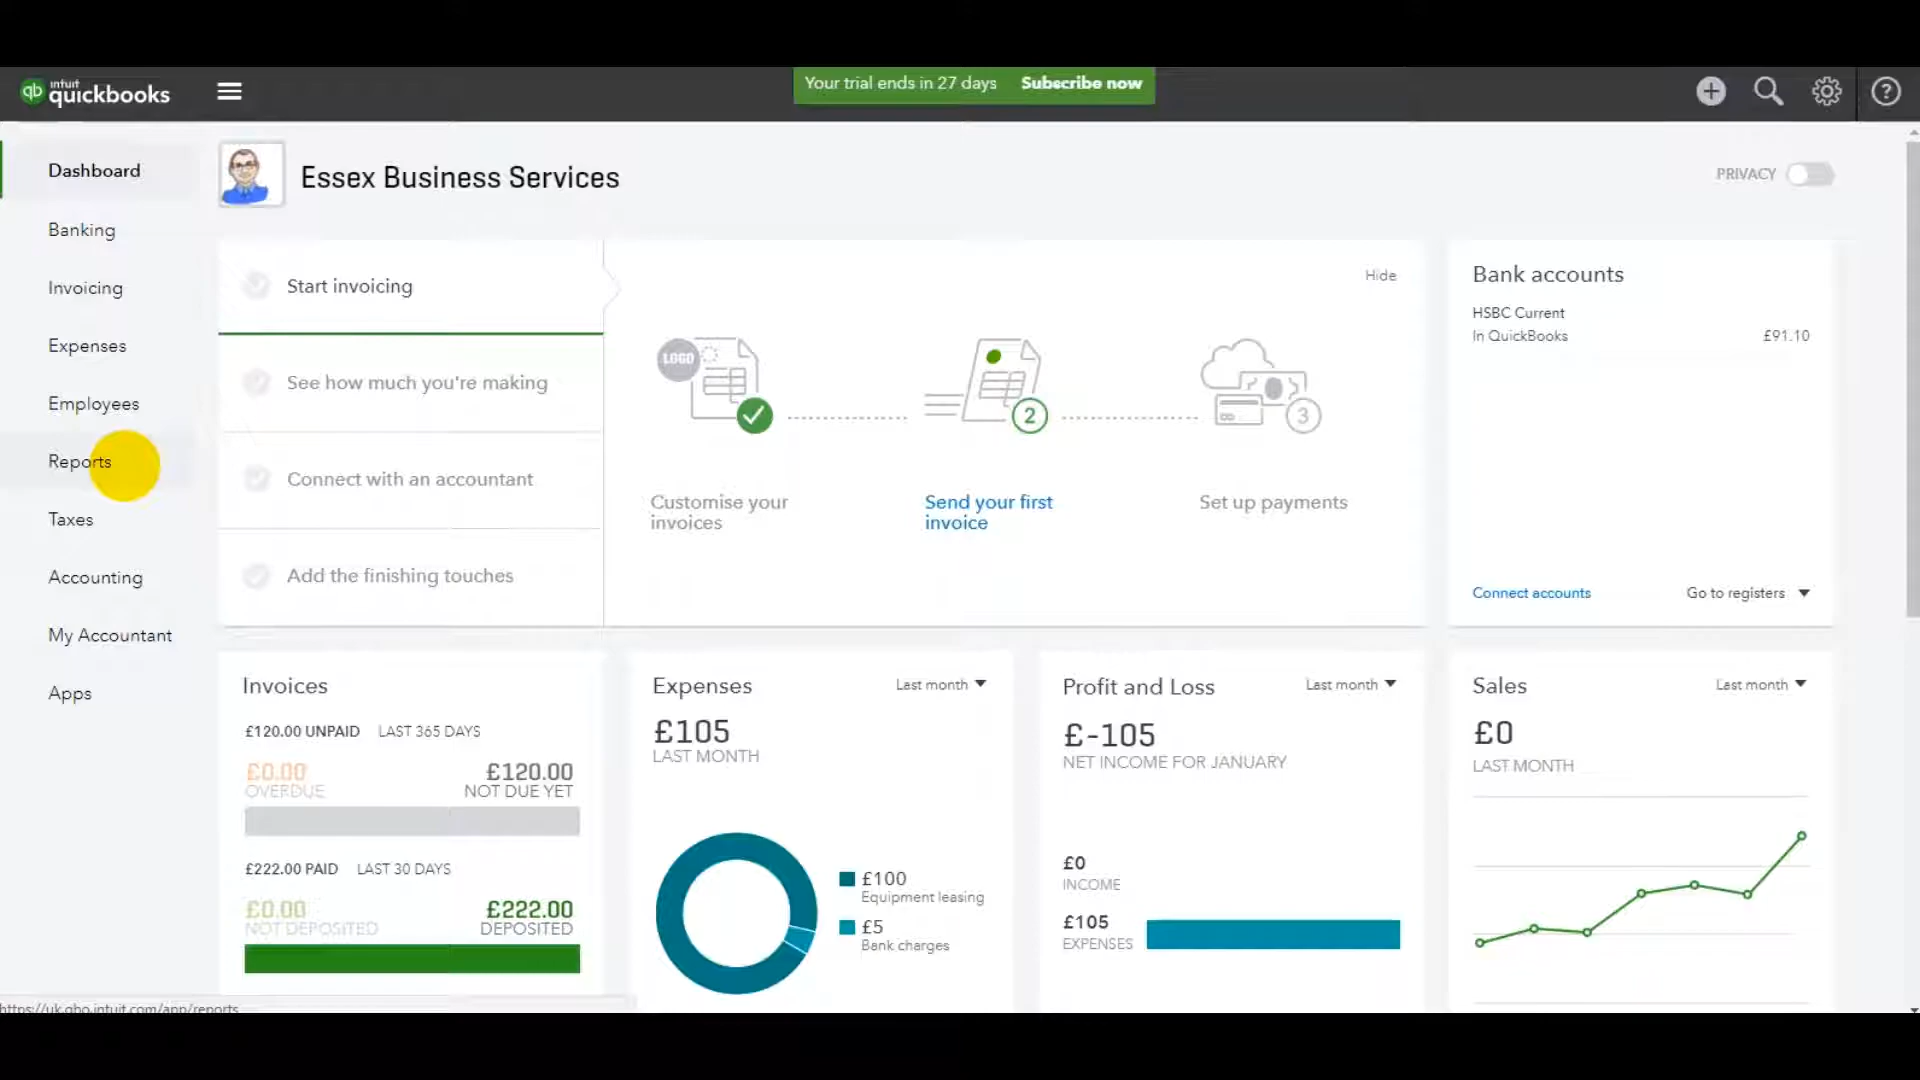 intuit
quickbooks
Your trial ends in 27 days Subscribe now
Dashboard
Banking
Invoicing
Expenses
Employees
Reports
Taxes
Accounting
My Accountant
Apps
Essex Business Services
PRIVACY
Start invoicing
See how much you're making
Connect with an accountant
Add the finishing touches
Hide
LOGO
2
3
Customise your
invoices
Send your first
invoice
Set up payments
Bank accounts
HSBC Current
In QuickBooks £91.10
Connect accounts Go to registers
Invoices
£120.00 UNPAID LAST 365 DAYS
£0.00 £120.00
OVERDUE NOT DUE YET
£222.00 PAID LAST 30 DAYS
£0.00 £222.00
NOT DEPOSITED DEPOSITED
Expenses Last month
£105
LAST MONTH
£100
Equipment leasing
£5
Bank charges
Profit and Loss Last month
£-105
NET INCOME FOR JANUARY
£0
INCOME
£105
EXPENSES
Sales Last month
£0
LAST MONTH
https://uk.qbo.intuit.com/app/reports